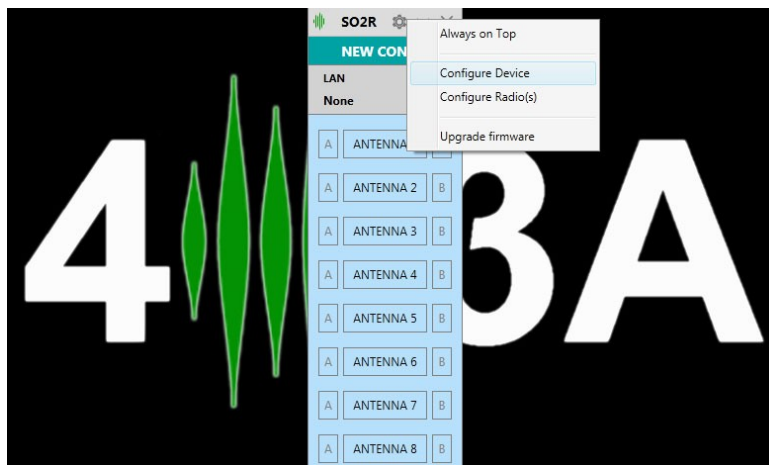 SO2R
NEW CON
LAN
None
A ANTENNA B
A ANTENNA 2 B
A ANTENNA 3 B
A ANTENNA 4 B
A ANTENNA 5 B
A ANTENNA 6 B
A ANTENNA 7 B
A ANTENNA 8 B
Always on Top
Configure Device
Configure Radio(s)
Upgrade firmware
4 3A